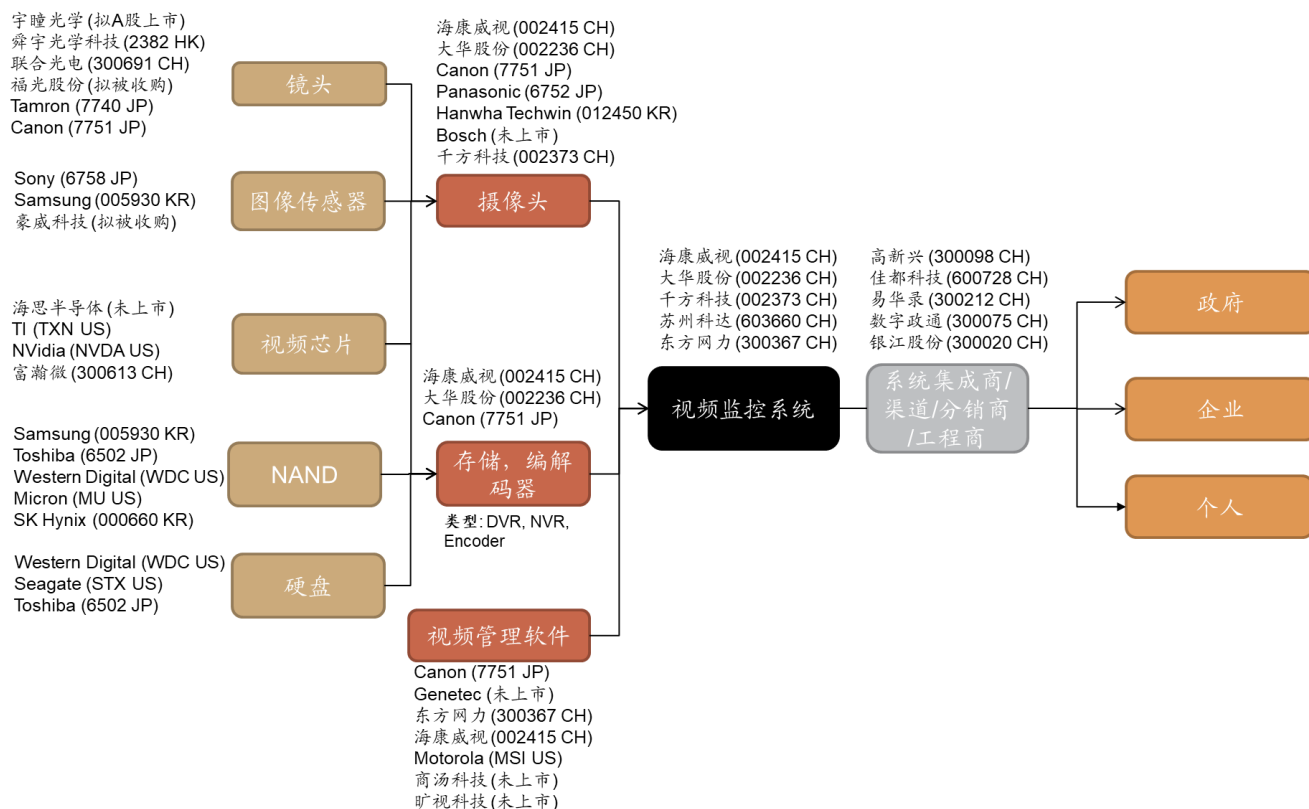 宇瞳光学(拟A股上市)
舜宇光学科技(2382 HK)
联合光电(300691 CH)
福光股份(拟被收购)
Tamron (7740 JP)
Canon (7751 JP)
镜头
Sony (6758 JP)
Samsung (005930 KR)
豪威科技(拟被收购)
图像传感器
海思半导体(未上市)
TI (TXN US)
NVidia (NVDA US)
富瀚微(300613 CH)
视频芯片
Samsung (005930 KR)
Toshiba (6502 JP)
Western Digital (WDC US)
Micron (MU US)
SK Hynix (000660 KR)
NAND
Western Digital (WDC US)
Seagate (STX US)
Toshiba (6502 JP)
硬盘
海康威视(002415 CH)
大华股份(002236 CH)
Canon (7751 JP)
Panasonic (6752 JP)
Hanwha Techwin (012450 KR)
Bosch (未上市)
千方科技(002373 CH)
摄像头
海康威视(002415 CH)
大华股份(002236 CH)
Canon (7751 JP)
存储，编解
码器
类型: DVR, NVR,
Encoder
视频管理软件
Canon (7751 JP)
Genetec (未上市)
东方网力(300367 CH)
海康威视(002415 CH)
Motorola (MSI US)
商汤科技(未上市)
旷视科技(未上市)
海康威视(002415 CH)
大华股份(002236 CH)
千方科技(002373 CH)
苏州科达(603660 CH)
东方网力(300367 CH)
视频监控系统
高新兴(300098 CH)
佳都科技(600728 CH)
易华录(300212 CH)
数字政通(300075 CH)
银江股份(300020 CH)
系统集成商/
渠道/分销商
/工程商
政府
企业
个人